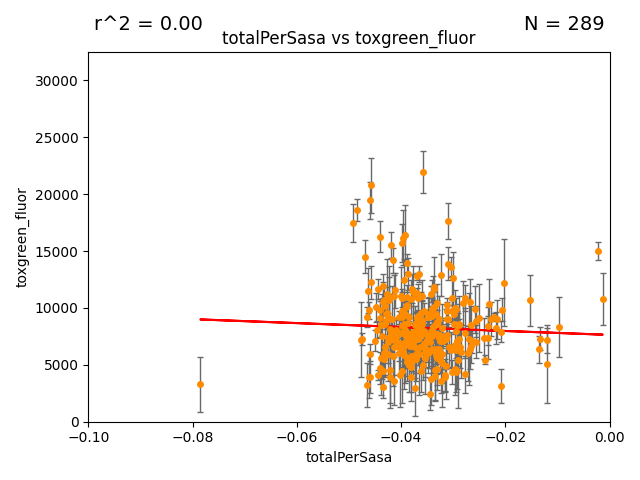 r^2 = 0.00
N = 289
totalPerSasa vs toxgreen_fluor
30000
25000
20000
15000
10000
5000
0
toxgreen_fluor
−0.10
−0.08
−0.06
−0.04
−0.02
0.00
totalPerSasa